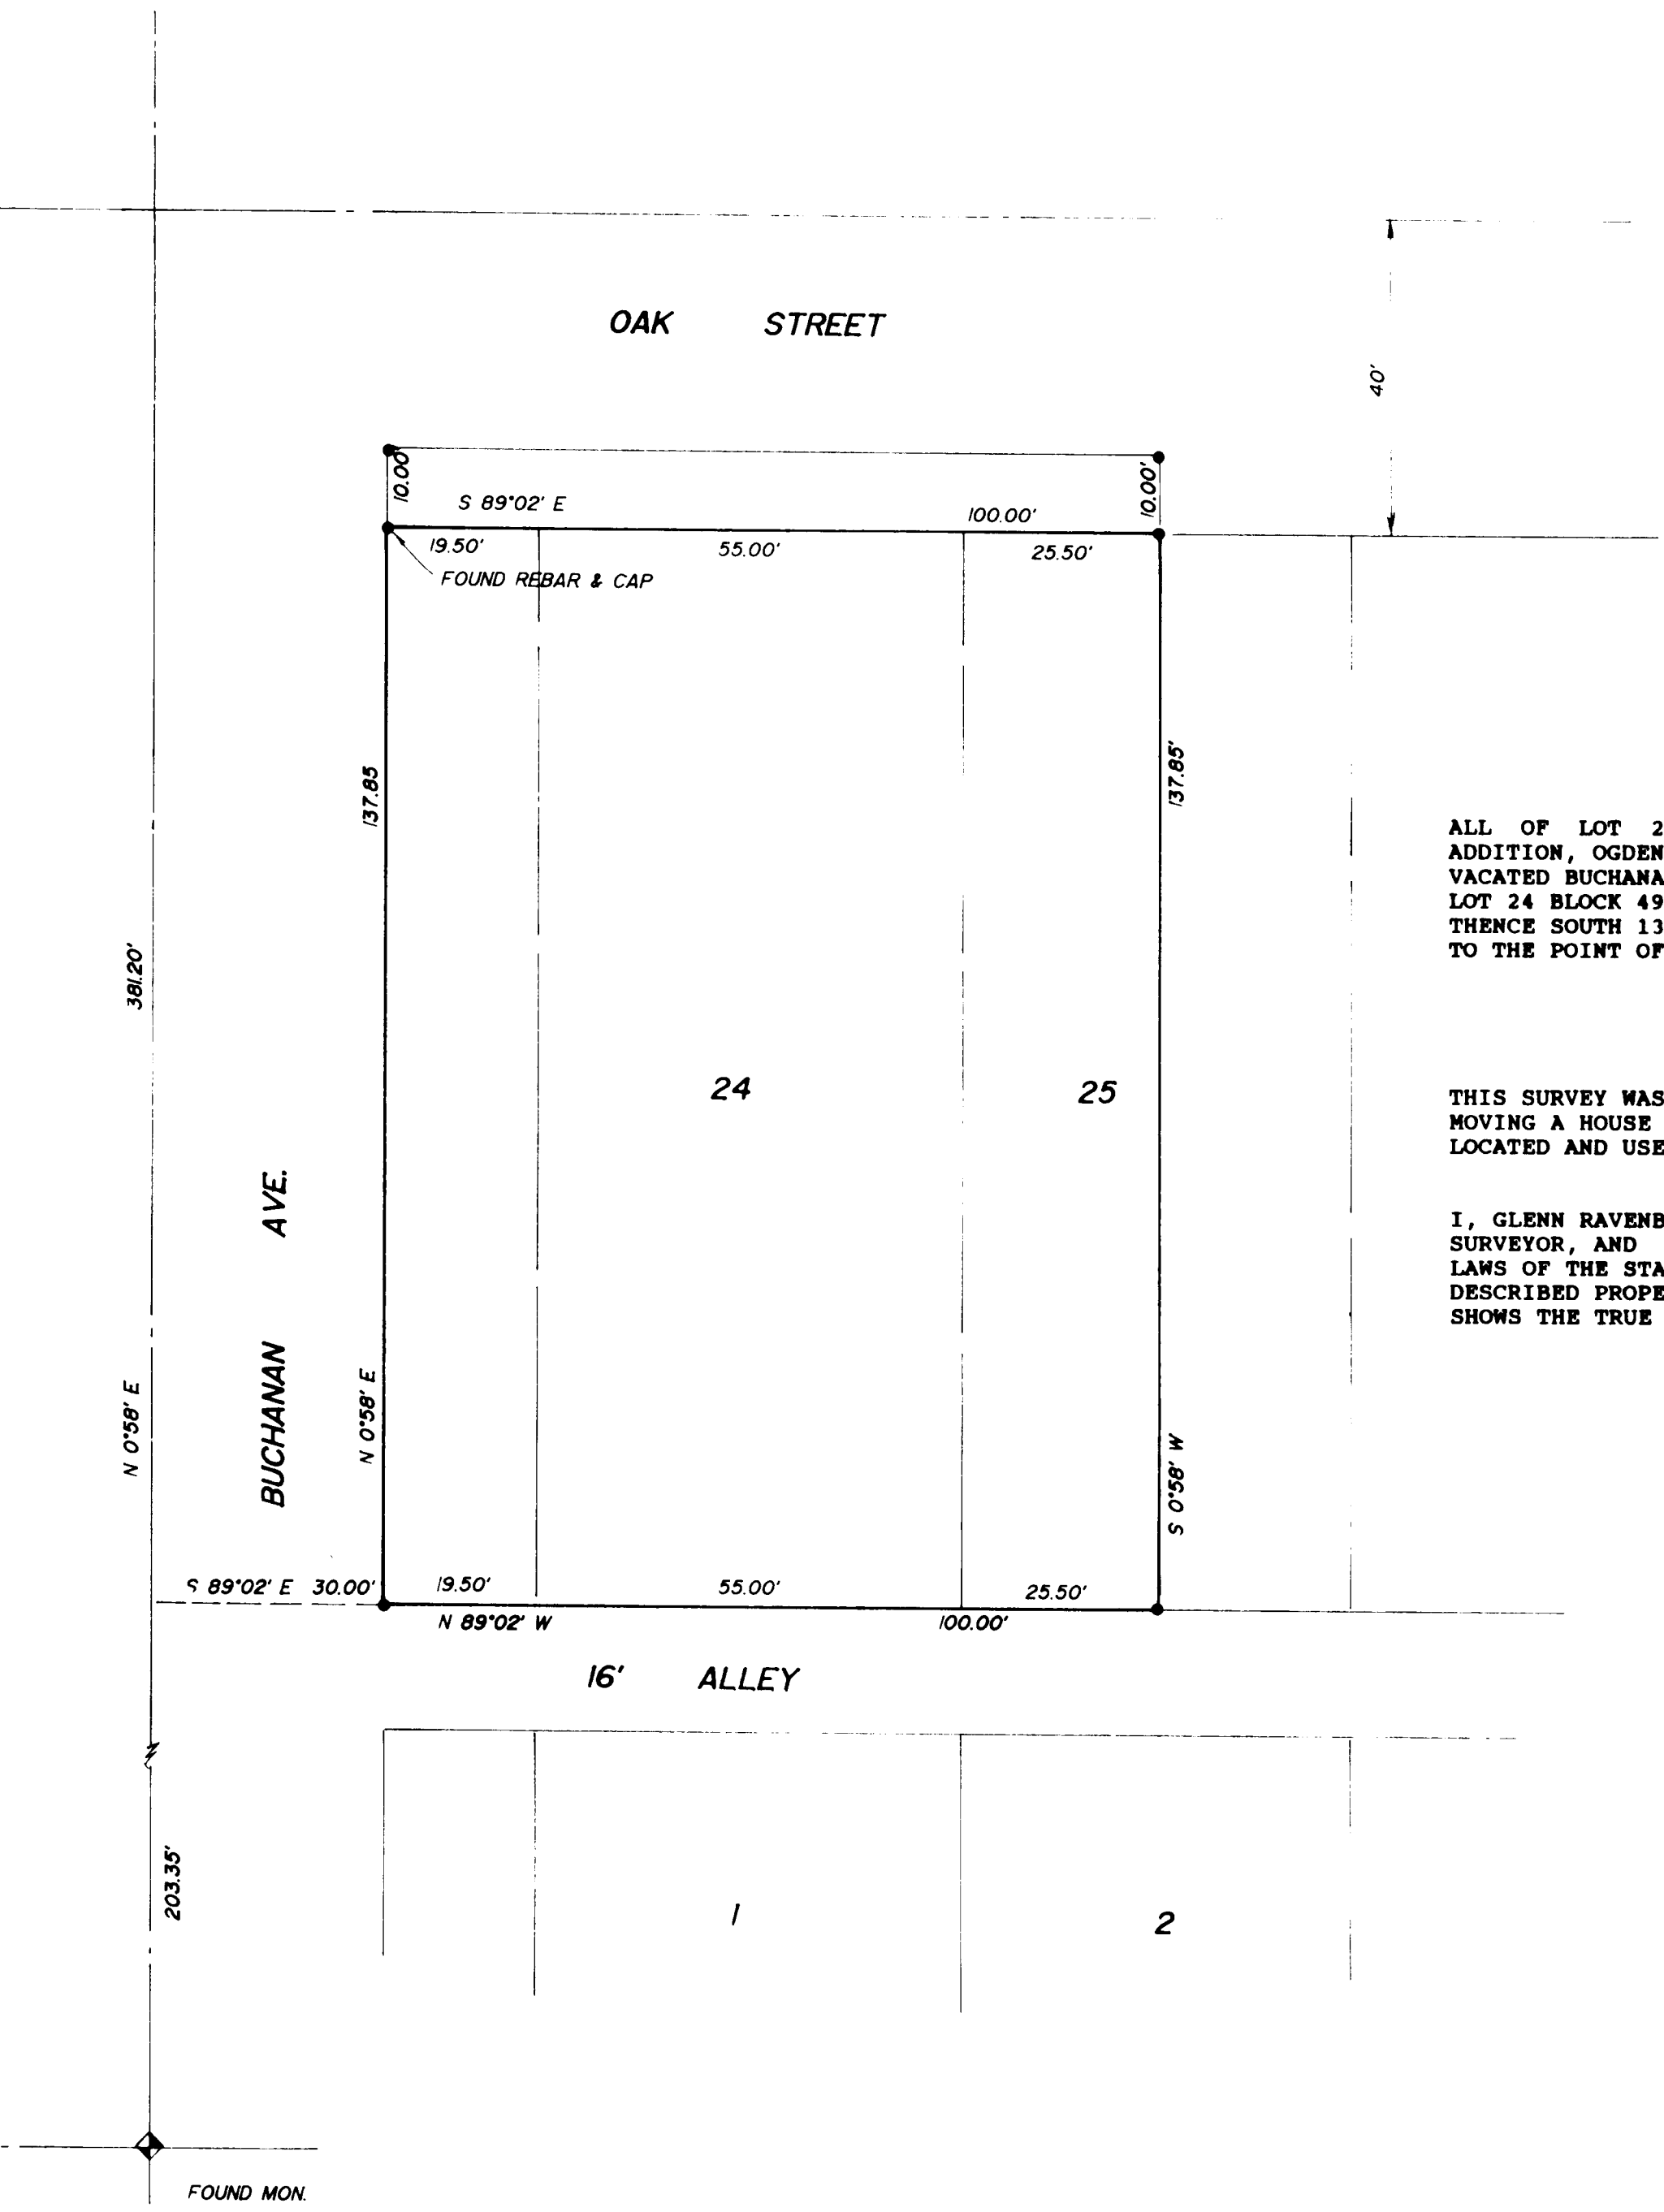 OAK STREET
40'
10.00'
10.00'
S 89°02' E
100.00'
19.50'
55.00'
25.50'
FOUND REBAR & CAP
137.85
137.85'
ALL OF LOT 2
ADDITION, OGDEN
VACATED BUCHANA
LOT 24 BLOCK 49
THENCE SOUTH 13
TO THE POINT OF
381.20'
24
25
THIS SURVEY WAS
MOVING A HOUSE
LOCATED AND USE
BUCHANAN AVE.
I, GLENN RAVENB
SURVEYOR, AND
LAWS OF THE STA
DESCRIBED PROPE
SHOWS THE TRUE
N 0°58' E
N 0°58' E
S 0°58' W
S 89°02' E 30.00'
19.50'
55.00'
25.50'
N 89°02' W
100.00'
16' ALLEY
203.35'
1
2
FOUND MON.